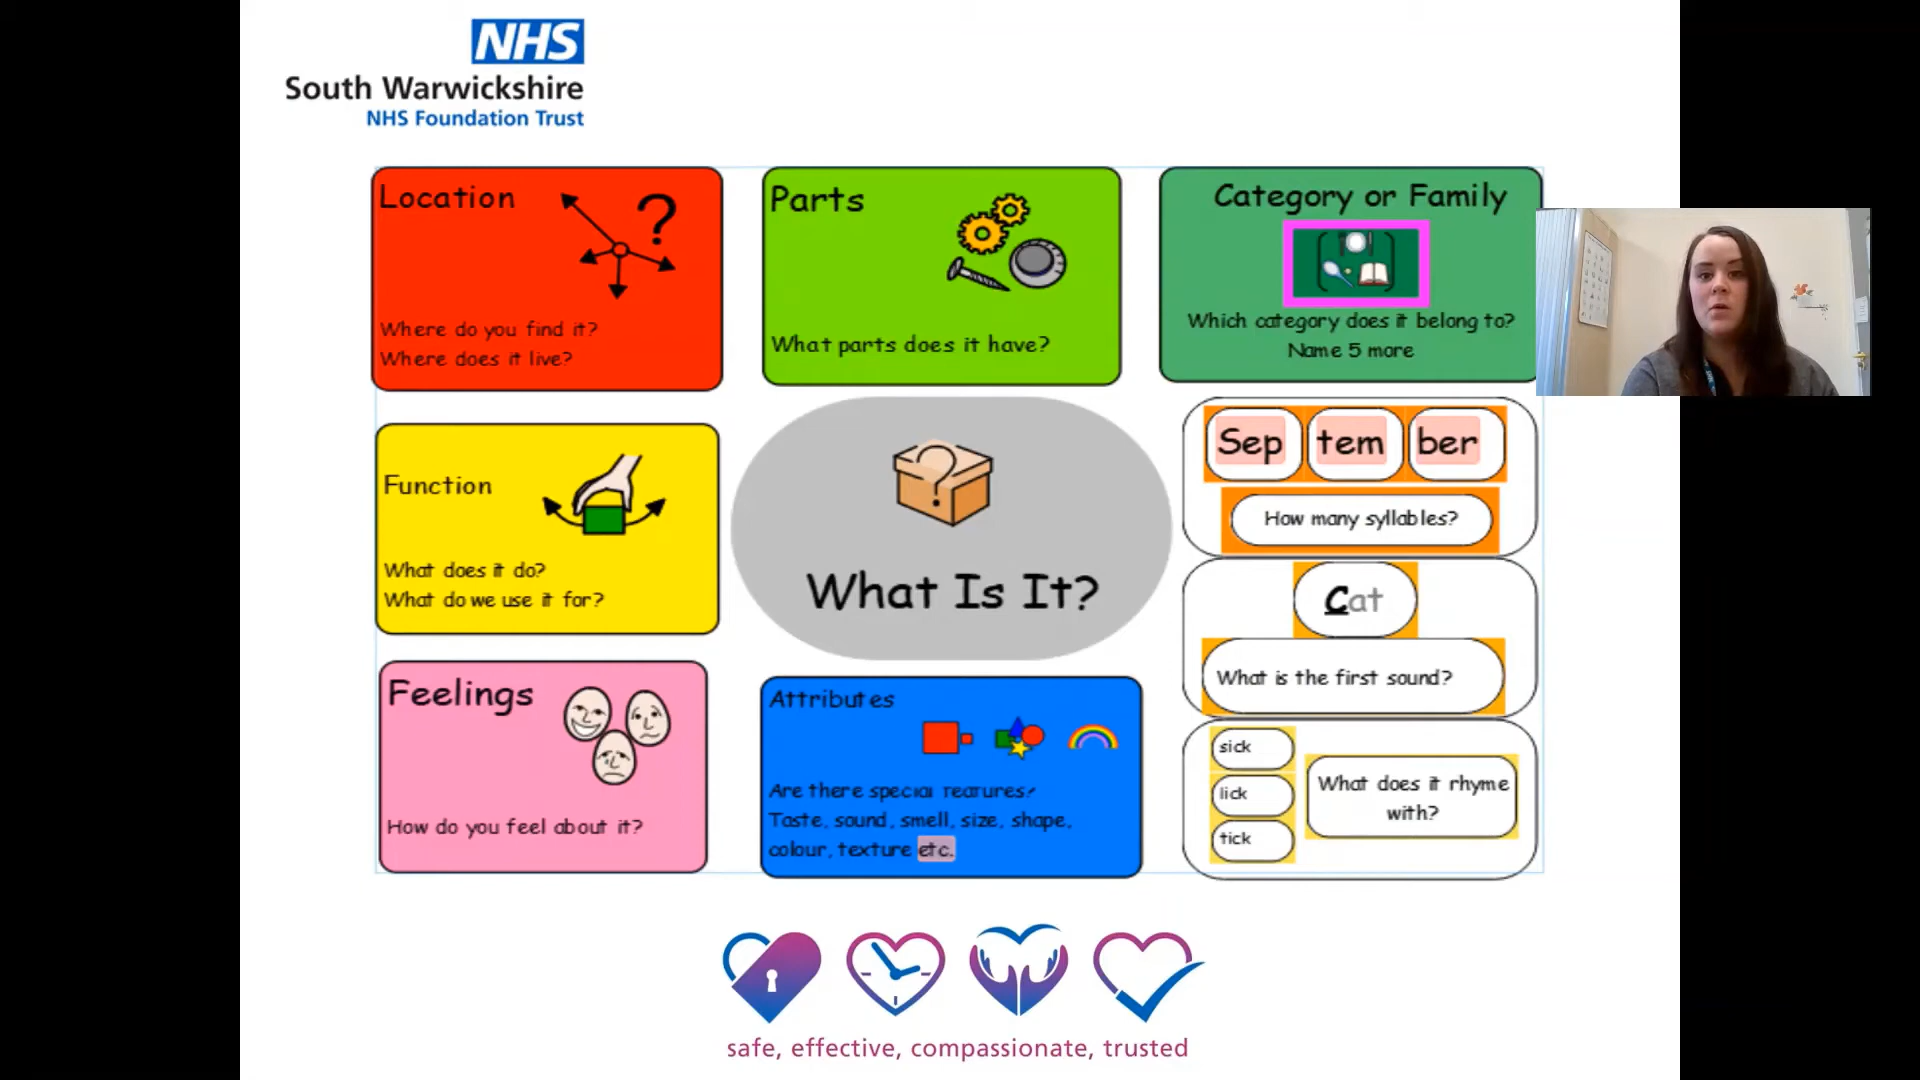 NHS
South Warwickshire
NHS Foundation Trust
Location
?
Where do you find it?
Where does it live?
Parts
What parts does it have?
Category or Family
Which category does it belong to?
Name 5 more
Function
What does it do?
What do we use it for?
?
What Is It?
Sep tem ber
How many syllables?
Cat
What is the first sound?
sick
lick
tick
What does it rhyme
with?
Feelings
How do you feel about it?
Attributes
Are there special features?
Taste, sound, smell, size, shape,
colour, texture etc.
safe, effective, compassionate, trusted